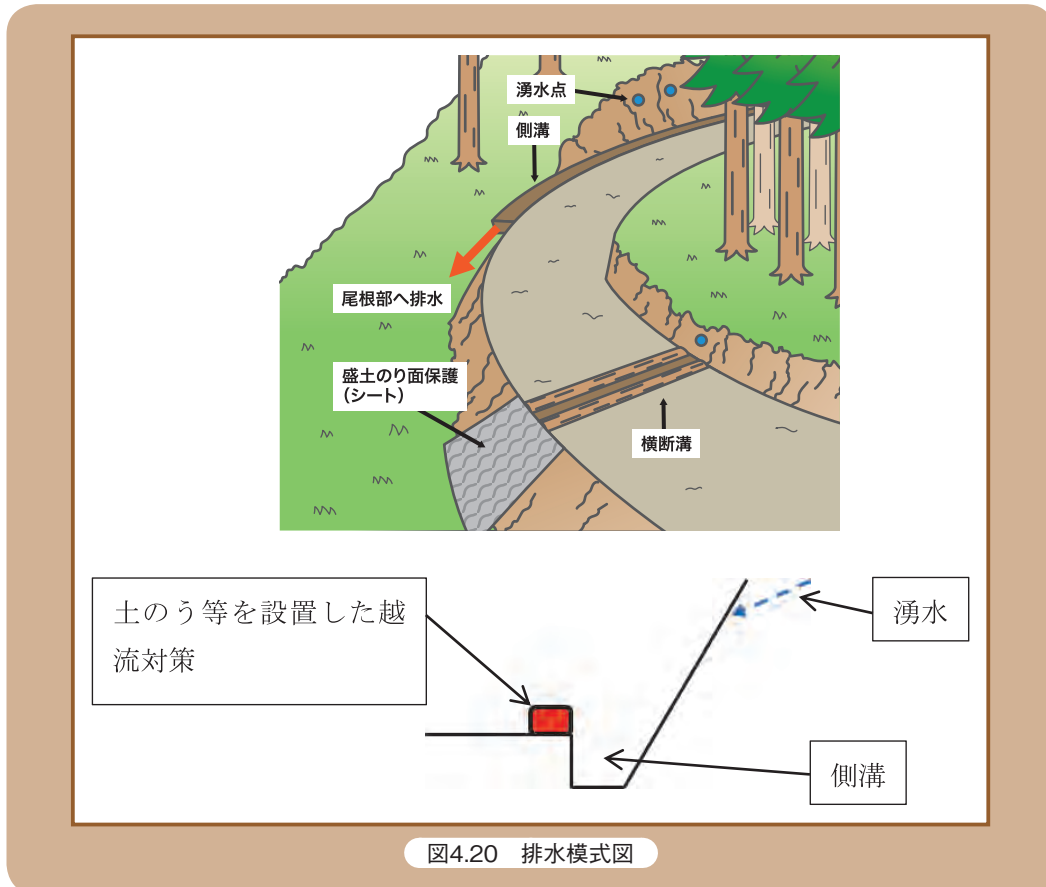 湧水点
側溝
尾根部へ排水
盛土のり面保護
（シート）
横断溝
土のう等を設置した越
流対策
湧水
側溝
図4.20　排水模式図